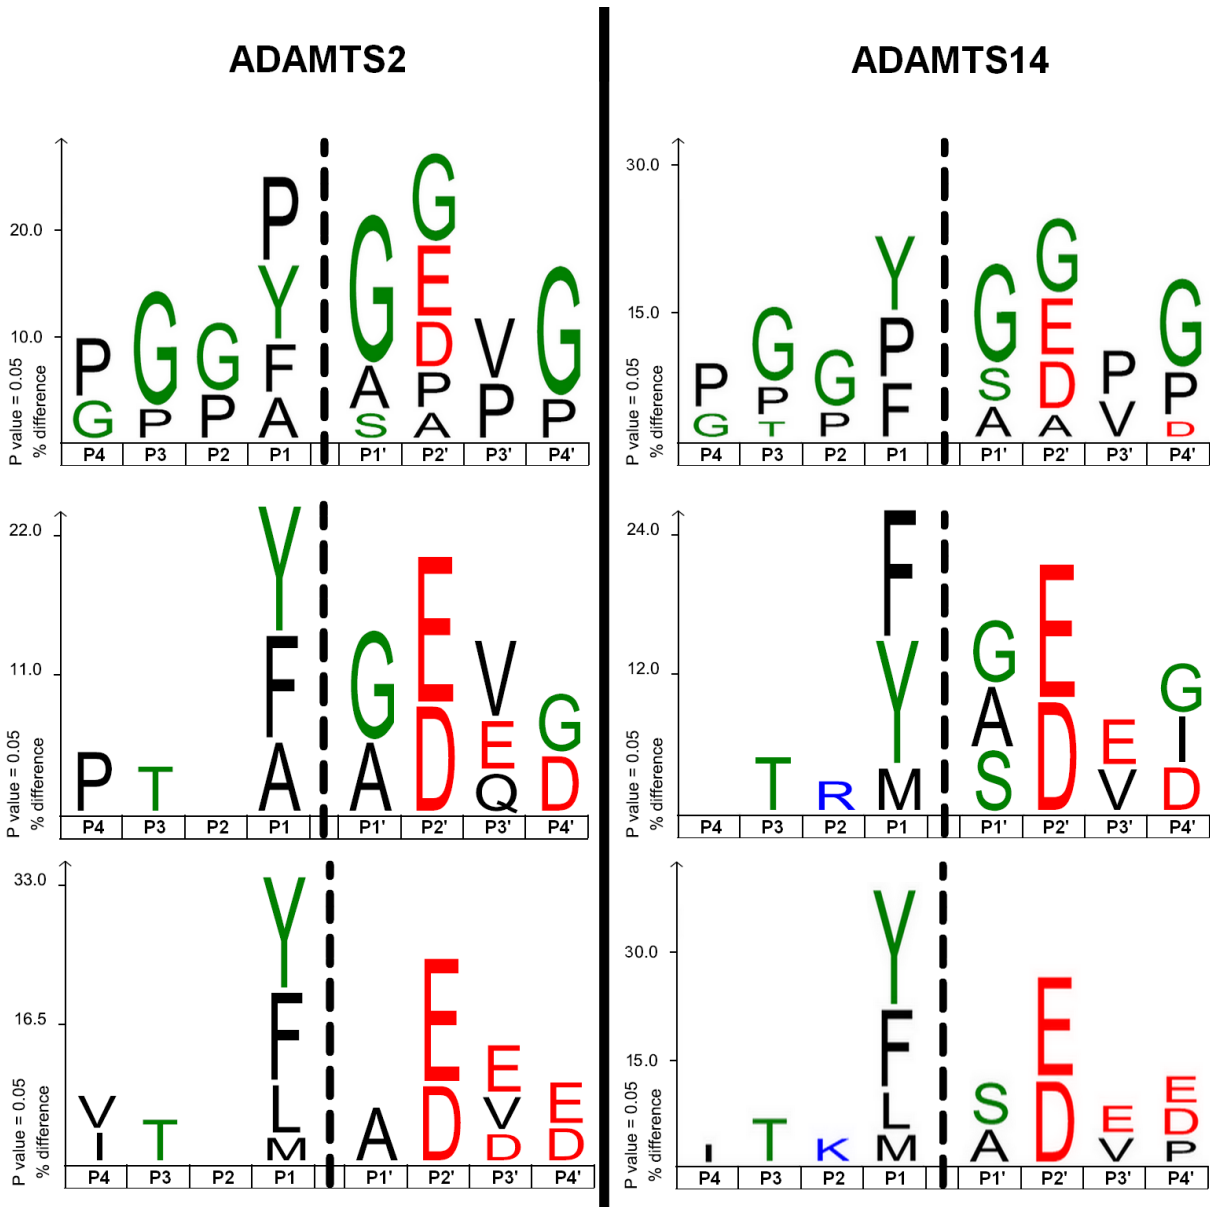 ADAMTS2
ADAMTS14
20.0
10.0
P value = 0.05
% difference
P G
G P
G P
P Y F A
G A S
G E D P A
V P
G P
P4 P3 P2 P1 P1' P2' P3' P4'
30.0
15.0
P value = 0.05
% difference
P G
G P T
G P
Y P F
G S A
G E D A
P V
G P D
P4 P3 P2 P1 P1' P2' P3' P4'
22.0
11.0
P value = 0.05
% difference
P
T
Y F A
G A
E D
V E Q
G D
P4 P3 P2 P1 P1' P2' P3' P4'
24.0
12.0
P value = 0.05
% difference
T
R
F Y M
G A S
E D
E V
G I D
P4 P3 P2 P1 P1' P2' P3' P4'
33.0
16.5
P value = 0.05
% difference
V I
T
Y F L M
A
E D
E V D
E D
P4 P3 P2 P1 P1' P2' P3' P4'
30.0
15.0
P value = 0.05
% difference
I
T
K
Y F L M
S A
E D
E V
E D P
P4 P3 P2 P1 P1' P2' P3' P4'